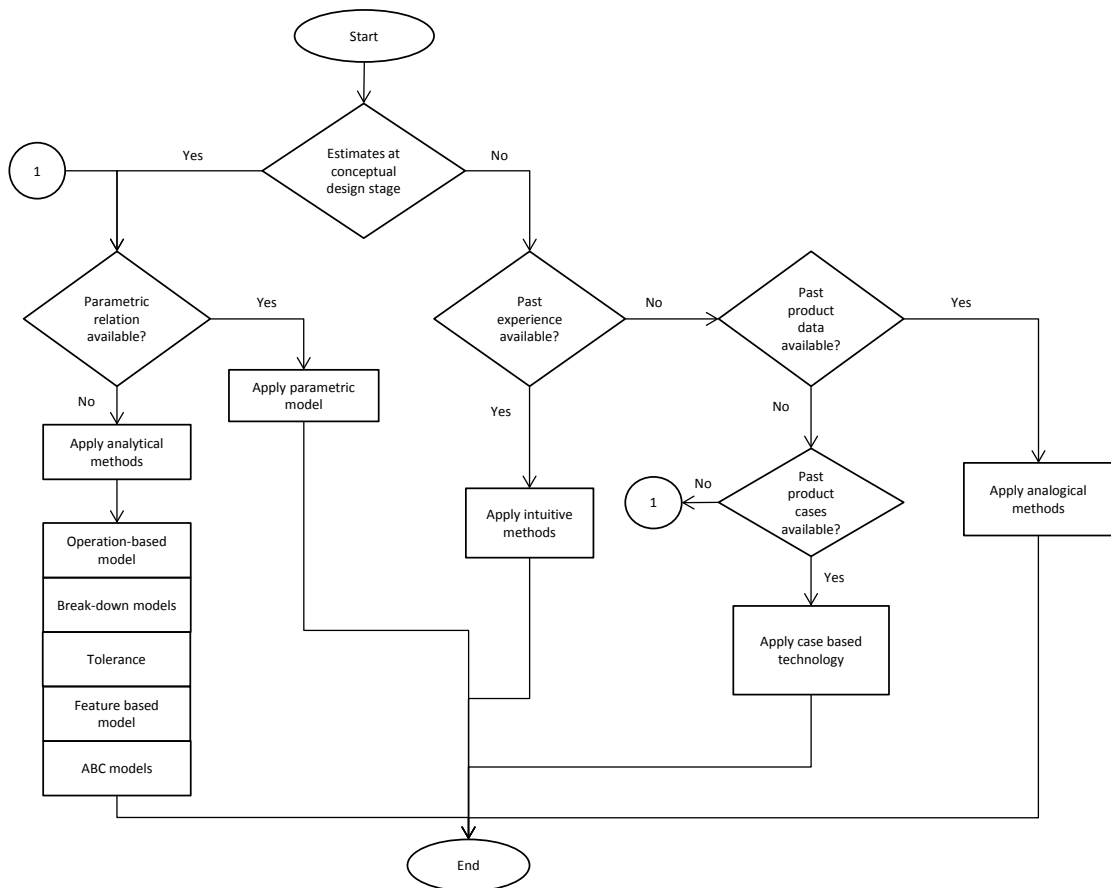 Start
Estimates at
conceptual
design stage
Yes
No
1
Parametric
relation
available?
Yes
No
Past
experience
available?
No
Yes
Past
product
data
available?
Yes
No
Apply parametric
model
Apply analytical
methods
Apply intuitive
methods
No
1
Past
product
cases
available?
Yes
Apply analogical
methods
Operation-based
model
Break-down models
Tolerance
Feature based
model
ABC models
Apply case based
technology
End